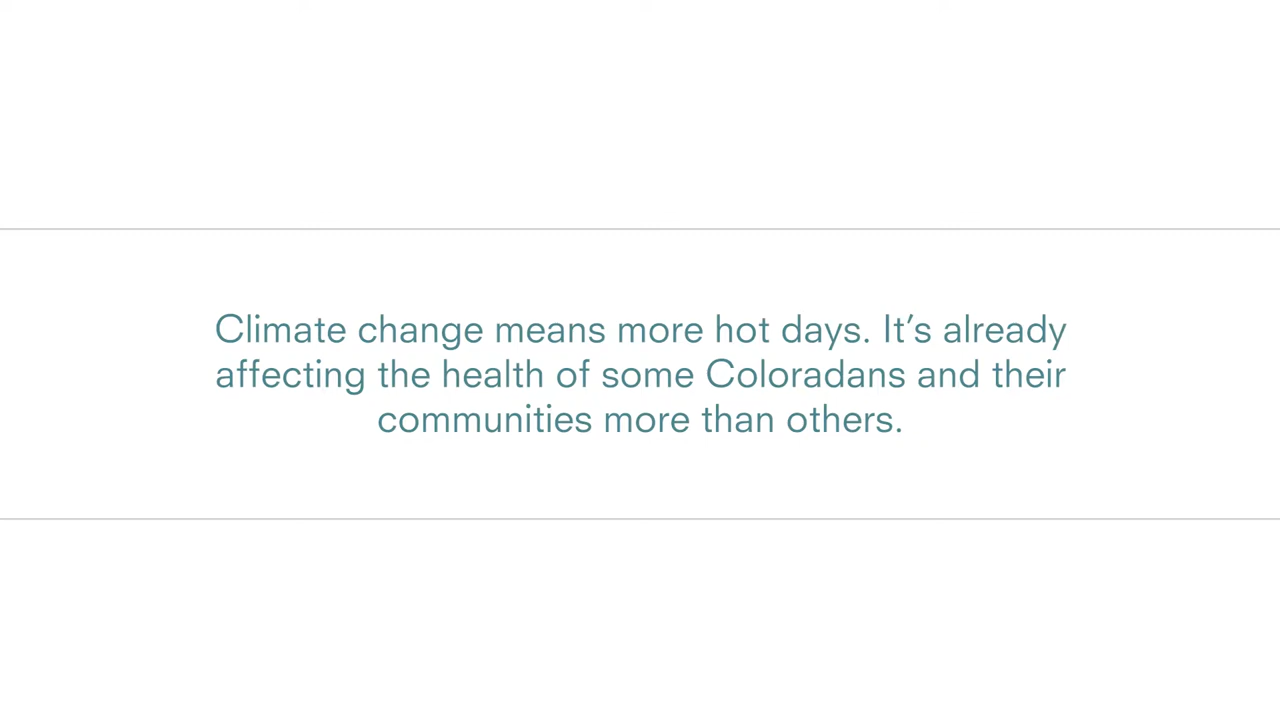 Climate change means more hot days. It’s already
affecting the health of some Coloradans and their
communities more than others.